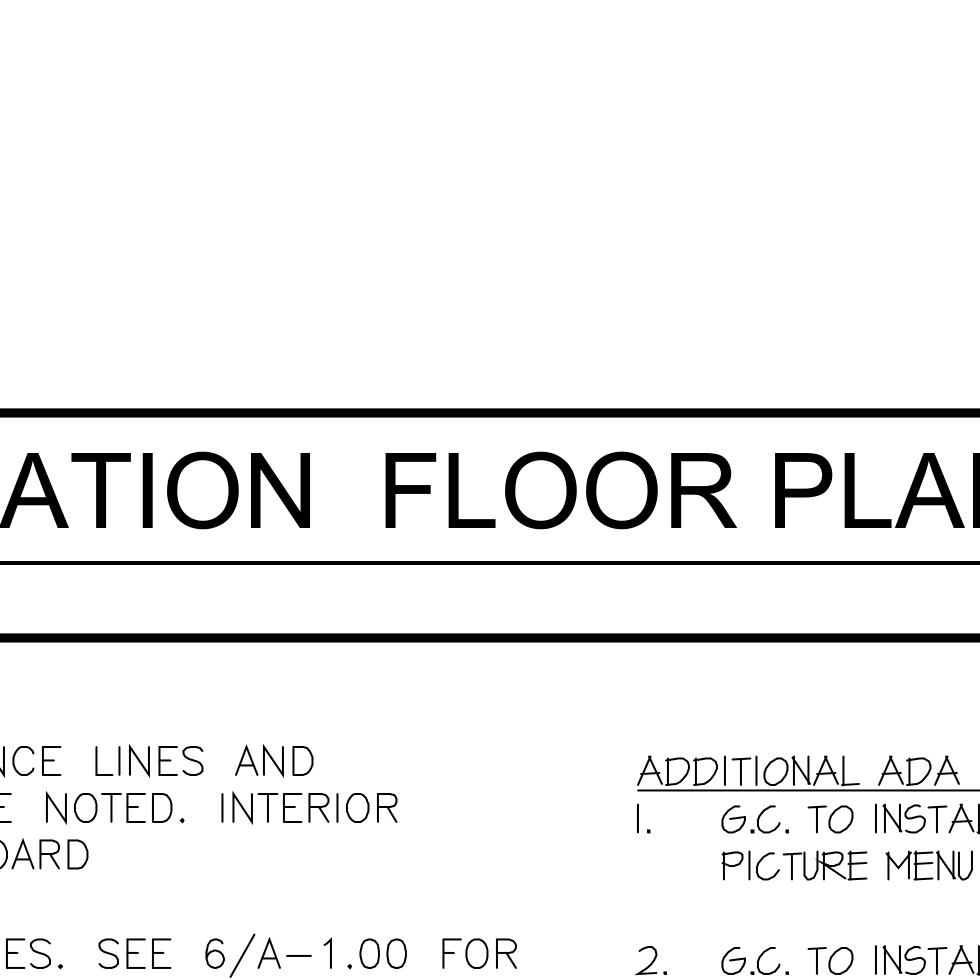 ATION FLOOR PLA
NCE LINES AND
E NOTED. INTERIOR
OARD
ES. SEE 6/A-1.00 FOR
ADDITIONAL ADA
1. G.C. TO INSTA
PICTURE MENU
2. G.C. TO INSTA